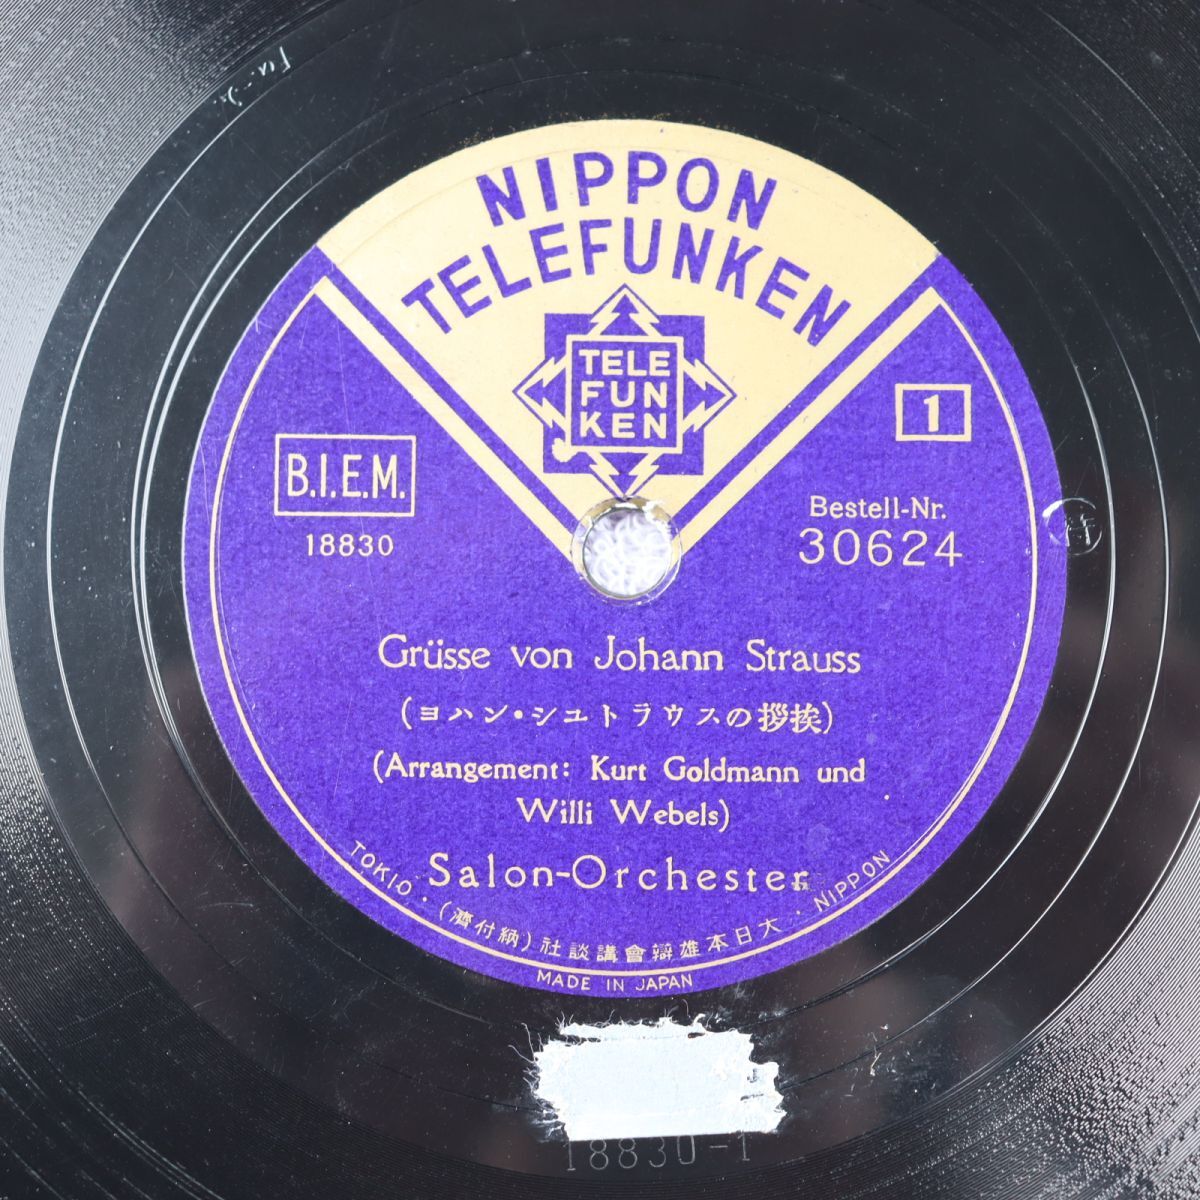 NIPPON
TELEFUNKEN
TELE
FUN
KEN
1
B.I.E.M.
18830
Bestell-Nr.
30624
Grüsse von Johann Strauss
(ヨハン・シュトラウスの挨拶)
(Arrangement: Kurt Goldmann und
Willi Webels)
Salon-Orchester
TOKIO・(濟付納)社談講會辯雄本日大・NIPPON
MADE IN JAPAN
18830-1